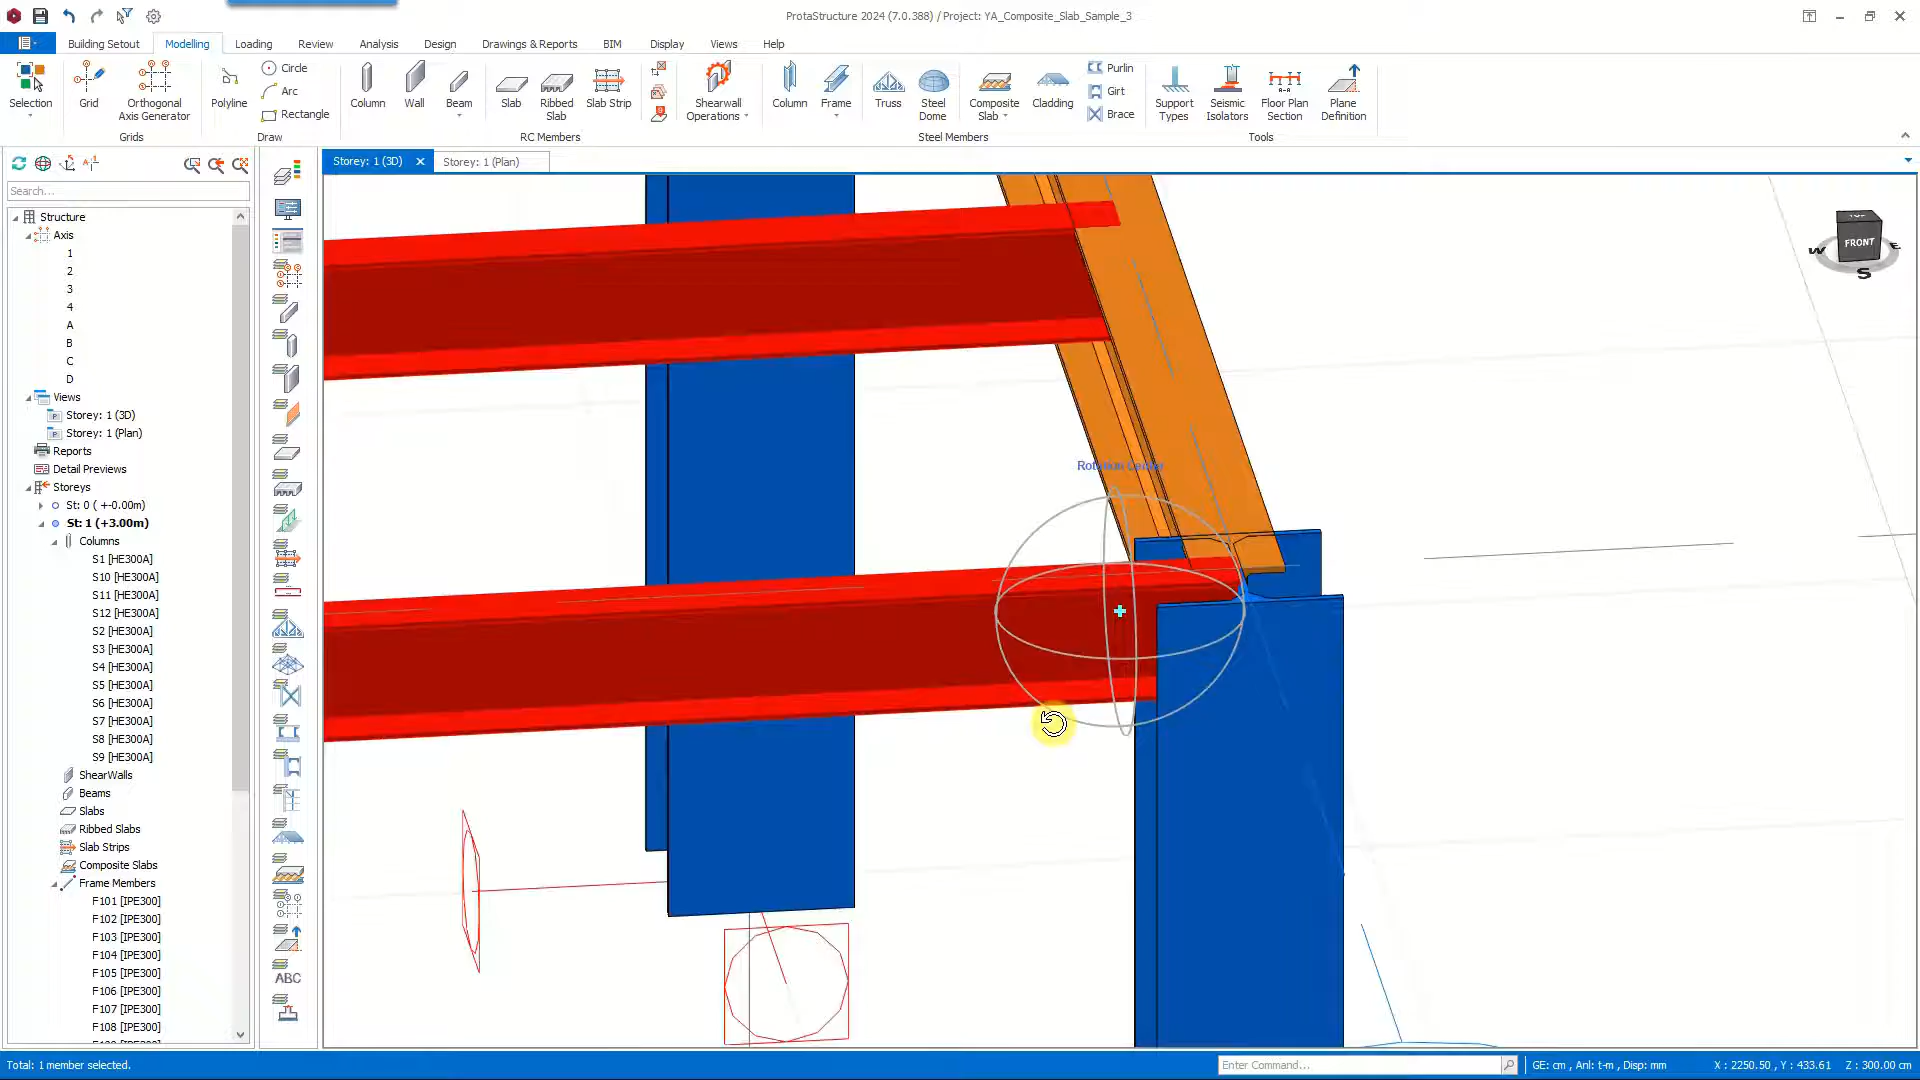 ProtaStructure 2024 (7.0.388) / Project: YA_Composite_Slab_Sample_3
Building Setout
Modelling
Loading
Review
Analysis
Design
Drawings & Reports
BIM
Display
Views
Help
Selection
Grid
Orthogonal Axis Generator
Grids
Polyline
Circle
Arc
Rectangle
Draw
Column
Wall
Beam
Slab
Ribbed Slab
Slab Strip
RC Members
Shearwall Operations
Column
Frame
Truss
Steel Dome
Composite Slab
Cladding
Purlin
Girt
Brace
Steel Members
Support Types
Seismic Isolators
Floor Plan Section
Plane Definition
Tools
Storey: 1 (3D)
Storey: 1 (Plan)
Search...
Structure
Axis
1
2
3
4
A
B
C
D
Views
Storey: 1 (3D)
Storey: 1 (Plan)
Reports
Detail Previews
Storeys
St: 0 ( +-0.00m)
St: 1 (+3.00m)
Columns
S1 [HE300A]
S10 [HE300A]
S11 [HE300A]
S12 [HE300A]
S2 [HE300A]
S3 [HE300A]
S4 [HE300A]
S5 [HE300A]
S6 [HE300A]
S7 [HE300A]
S8 [HE300A]
S9 [HE300A]
ShearWalls
Beams
Slabs
Ribbed Slabs
Slab Strips
Composite Slabs
Frame Members
F101 [IPE300]
F102 [IPE300]
F103 [IPE300]
F104 [IPE300]
F105 [IPE300]
F106 [IPE300]
F107 [IPE300]
F108 [IPE300]
ABC
Rotation Center
TOP
FRONT
W
E
S
Total: 1 member selected.
Enter Command...
GE: cm , Anl: t-m , Disp: mm
X : 2250.50 , Y : 433.61
Z : 300.00 cm